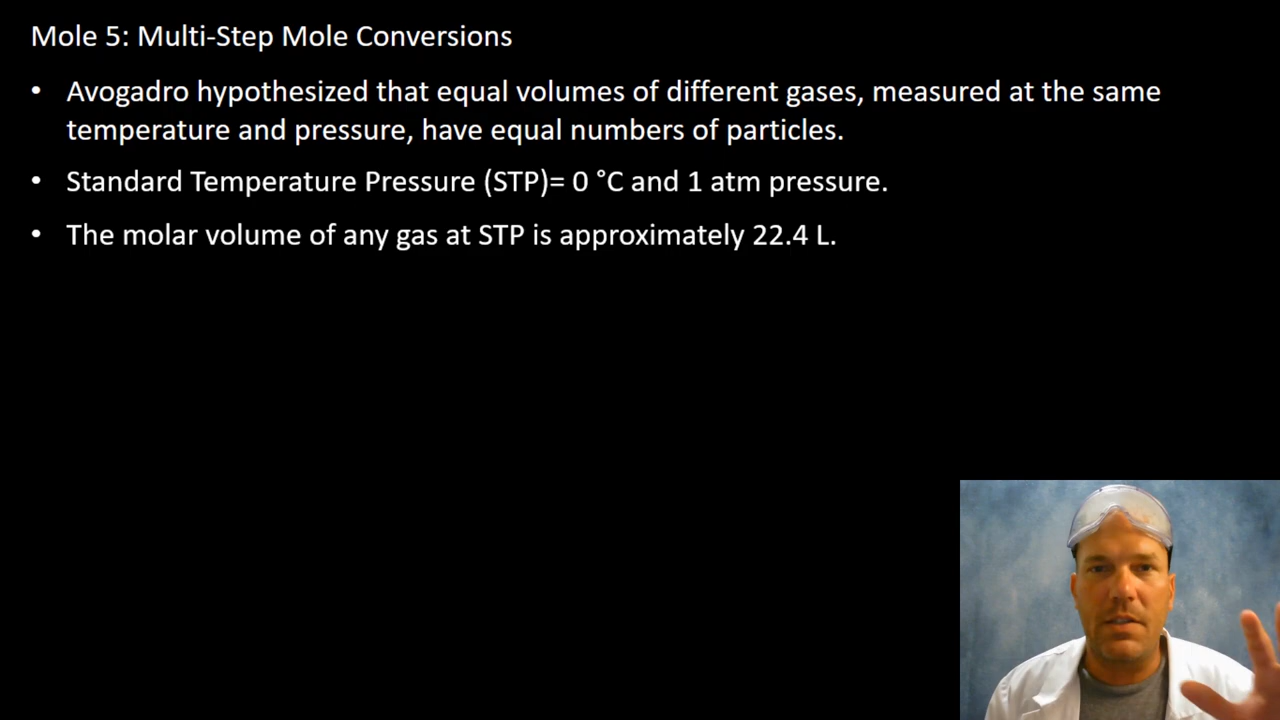 Mole 5: Multi-Step Mole Conversions
• Avogadro hypothesized that equal volumes of different gases, measured at the same
temperature and pressure, have equal numbers of particles.
• Standard Temperature Pressure (STP)= 0 °C and 1 atm pressure.
• The molar volume of any gas at STP is approximately 22.4 L.